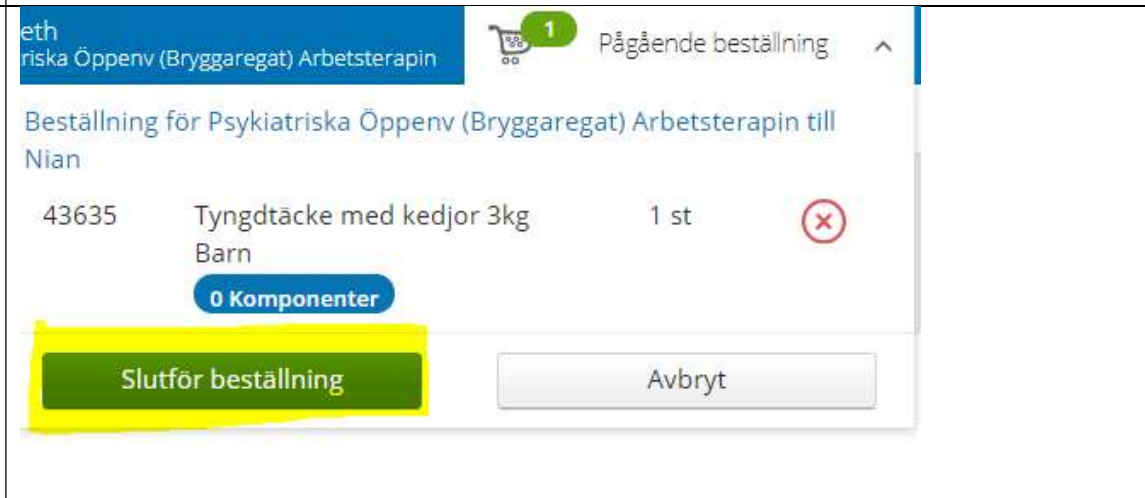 eth
riska Öppenv (Bryggaregat) Arbetsterapin
1
Pågående beställning
Beställning för Psykiatriska Öppenv (Bryggaregat) Arbetsterapin till
Nian
43635 Tyngdtäcke med kedjor 3kg 1 st
Barn
0 Komponenter
Slutför beställning
Avbryt